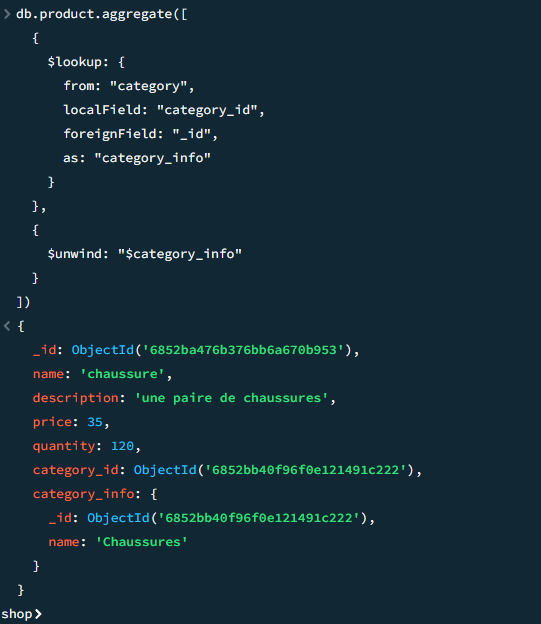 > db.product.aggregate([
{
$lookup: {
from: "category",
localField: "category_id",
foreignField: "_id",
as: "category_info"
}
},
{
$unwind: "$category_info"
}
])
< {
_id: ObjectId('6852ba476b376bb6a670b953'),
name: 'chaussure',
description: 'une paire de chaussures',
price: 35,
quantity: 120,
category_id: ObjectId('6852bb40f96f0e121491c222'),
category_info: {
_id: ObjectId('6852bb40f96f0e121491c222'),
name: 'Chaussures'
}
}
shop>